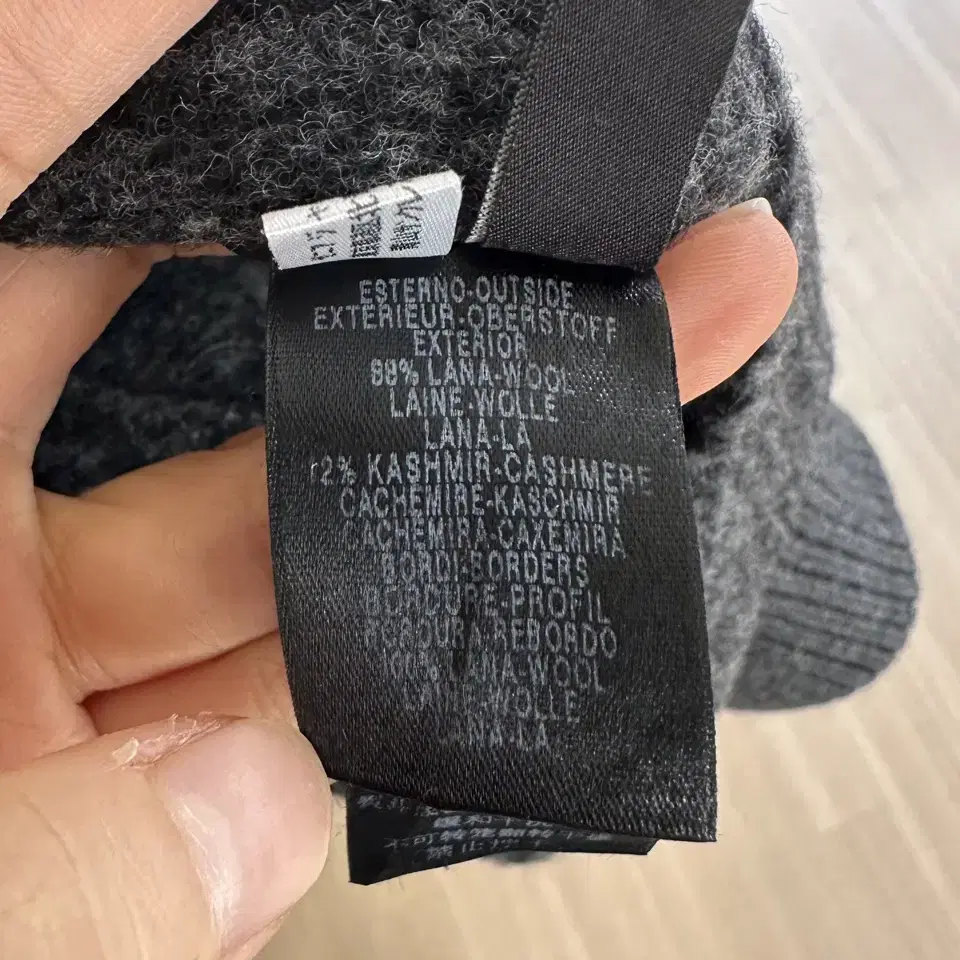 ESTERNO-OUTSIDE
EXTERIEUR-OBERSTOFF
EXTERIOR
88% LANA-WOOL
LAINE-WOLLE
LANA-LA
12% KASHMIR-CASHMERE
CACHEMIRE-KASCHMIR
CACHEMIRA-CAXEMIRA
BORDI-BORDERS
BORDURE-PROFIL
REBORDO
LANA-WOOL
LAINE-WOLLE
LANA-LA